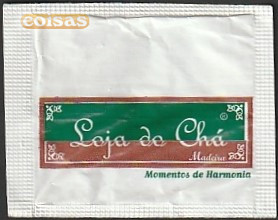 coisas
Loja do Chá ®
Madeira
Momentos de Harmonia